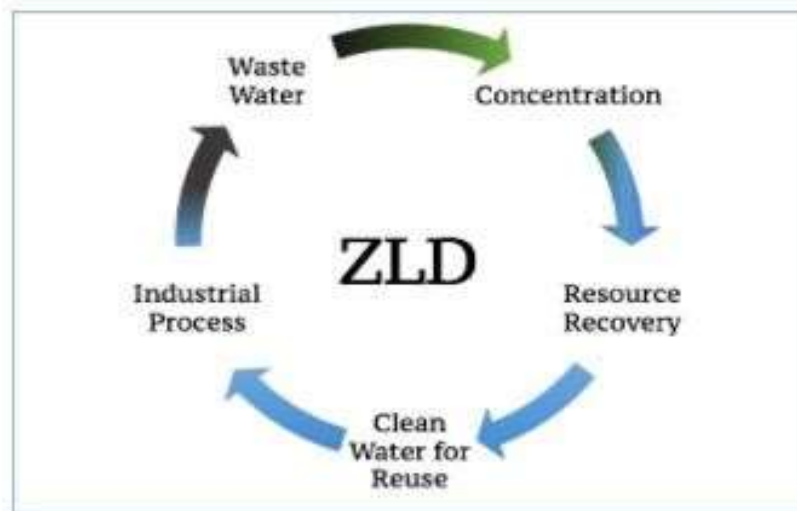 Waste
Water
Concentration
ZLD
Industrial
Process
Resource
Recovery
Clean
Water for
Reuse